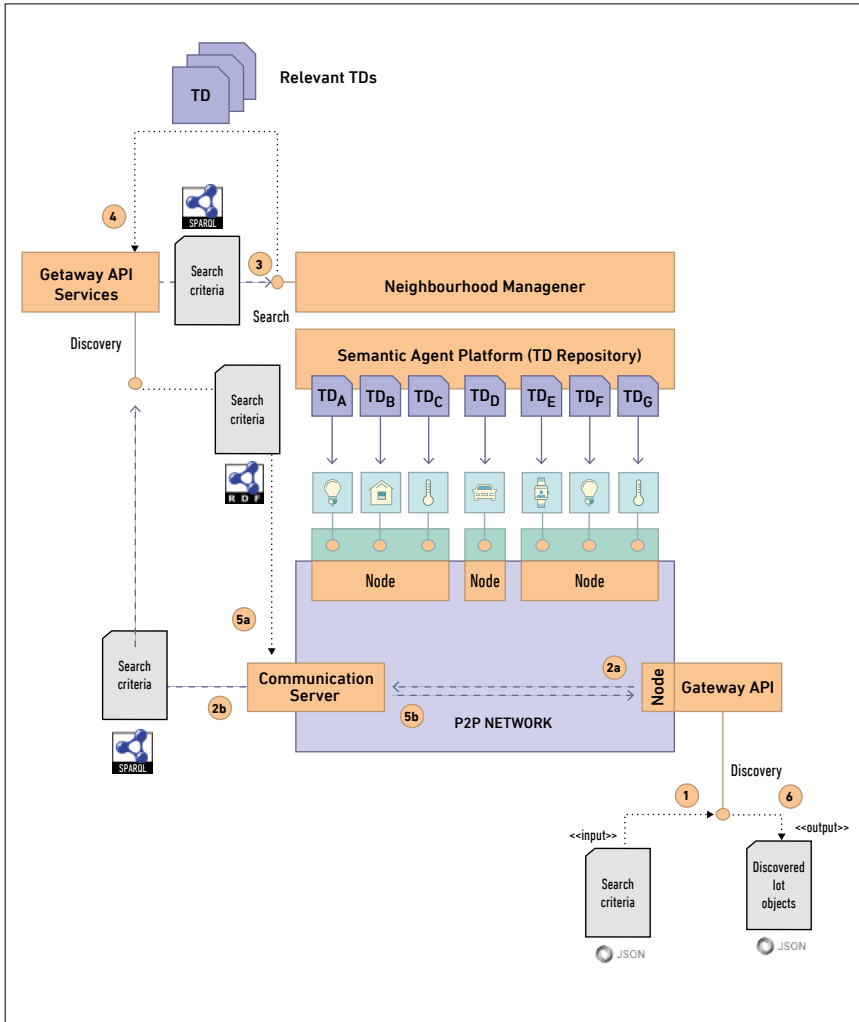 TD
Relevant TDs
SPARQL
4
Getaway API
Services
Search
criteria
3
Search
Neighbourhood Managener
Discovery
Semantic Agent Platform (TD Repository)
TDA
TDB
TDC
TDD
TDE
TDF
TDG
Search
criteria
RDF
Node
Node
Node
5a
Search
criteria
2b
SPARQL
Communication
Server
2a
5b
P2P NETWORK
Node
Gateway API
Discovery
1
6
<<input>>
<<output>>
Search
criteria
JSON
Discovered
Iot
objects
JSON